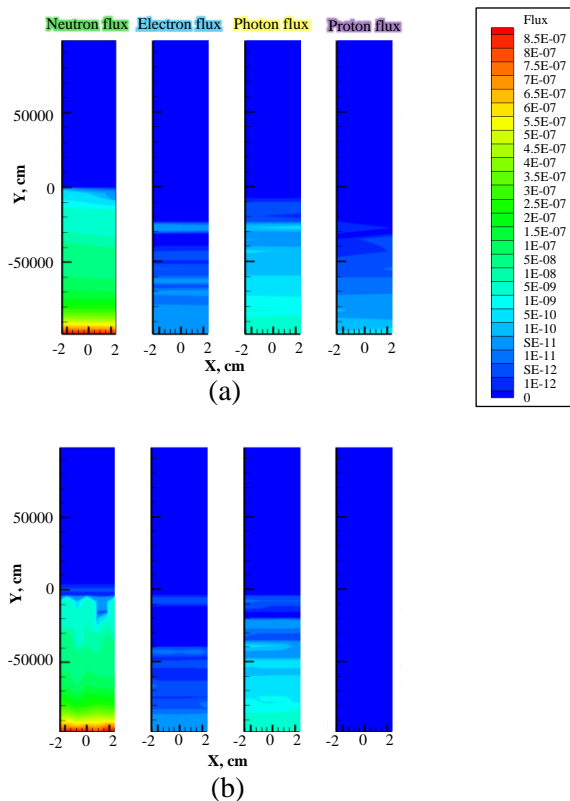 Neutron flux Electron flux Photon flux Proton flux
Flux
8.5E-07
8E-07
7.5E-07
7E-07
6.5E-07
6E-07
5.5E-07
5E-07
4.5E-07
4E-07
3E-07
2.5E-07
2E-07
1.5E-07
1E-07
5E-08
1E-08
5E-09
1E-09
5E-10
1E-10
SE-11
1E-11
SE-12
1E-12
0
50000
0
-50000
Y, cm
-2 0 2 -2 0 2 -2 0 2 -2 0 2
X, cm
(a)
50000
0
-50000
Y, cm
-2 0 2 -2 0 2 -2 0 2 -2 0 2
X, cm
(b)